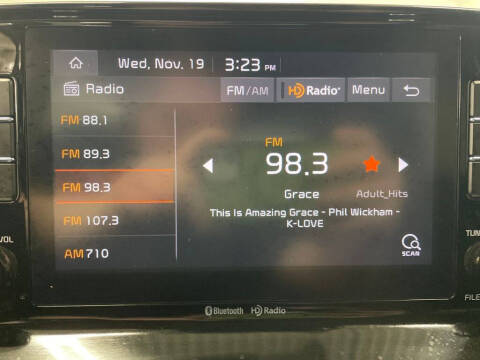 Wed, Nov. 19 3:23 PM
Radio FM/AM HD Radio Menu
FM 88.1
FM 89.3
FM 98.3
FM 107.3
AM 710
FM
98.3
Grace Adult_Hits
This Is Amazing Grace - Phil Wickham -
K-LOVE
SCAN
VOL
TUN
FILE
Bluetooth HD Radio